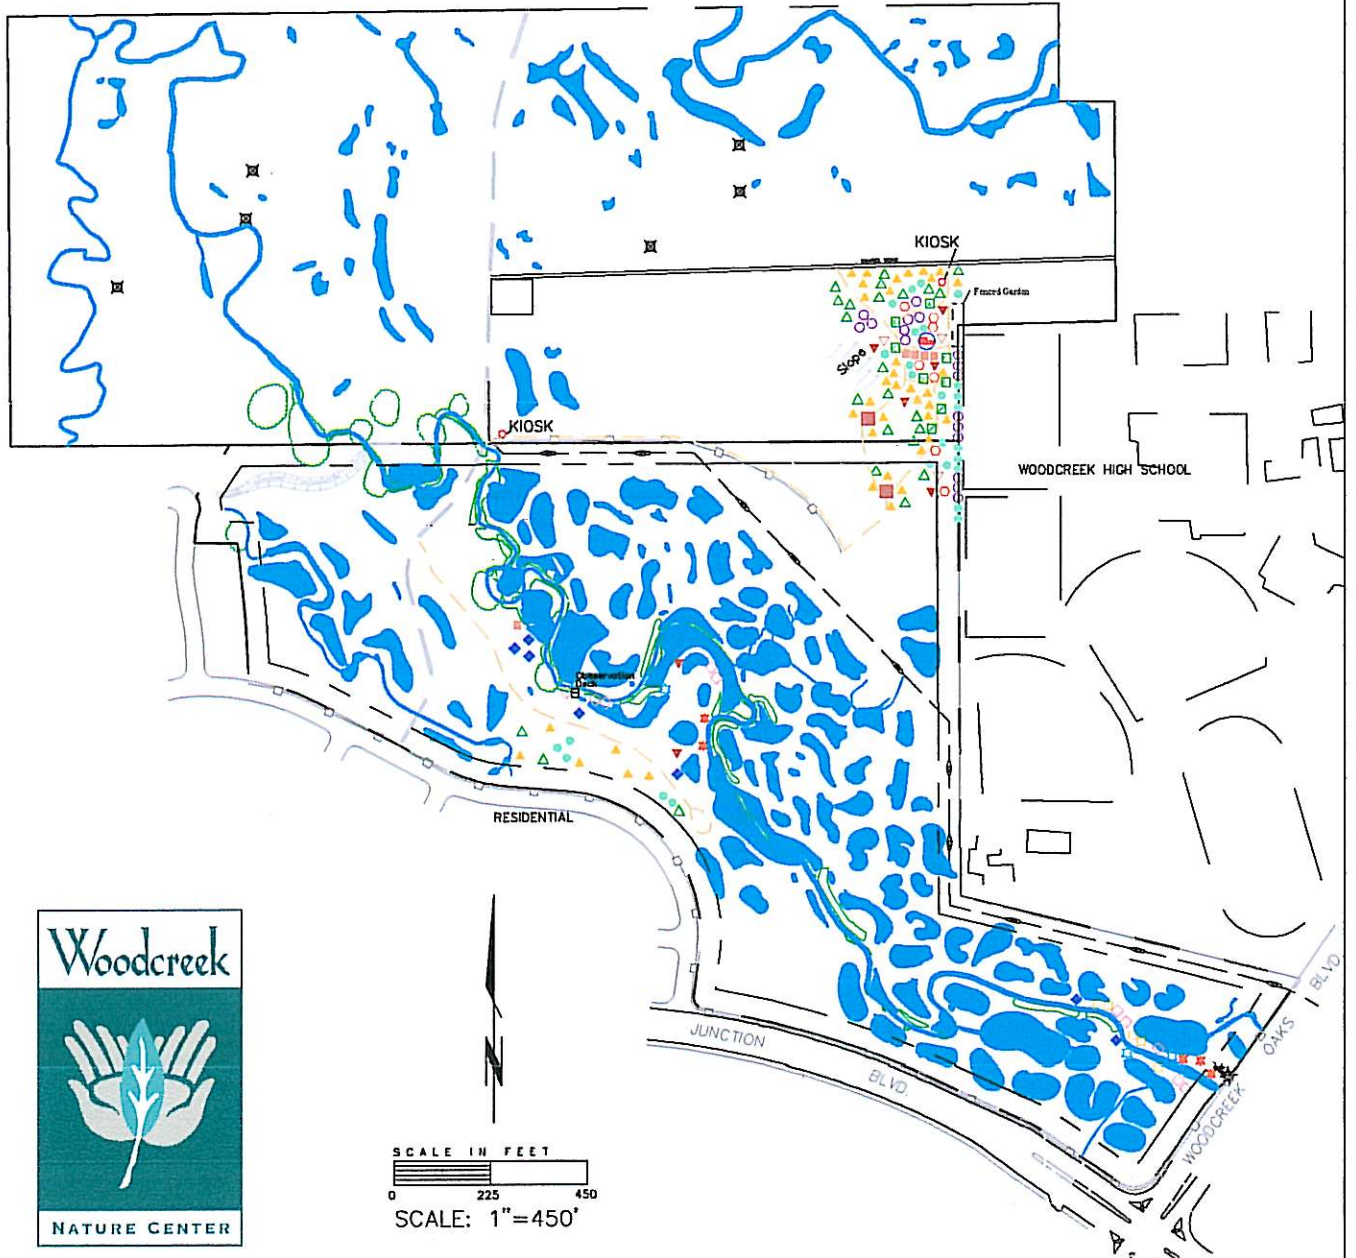 KIOSK
Fenced Garden
Slope
KIOSK
WOODCREEK HIGH SCHOOL
Observation
Deck
RESIDENTIAL
Woodcreek
NATURE CENTER
N
SCALE IN FEET
0 225 450
SCALE: 1"=450'
JUNCTION BLVD.
WOODCREEK OAKS BLVD.